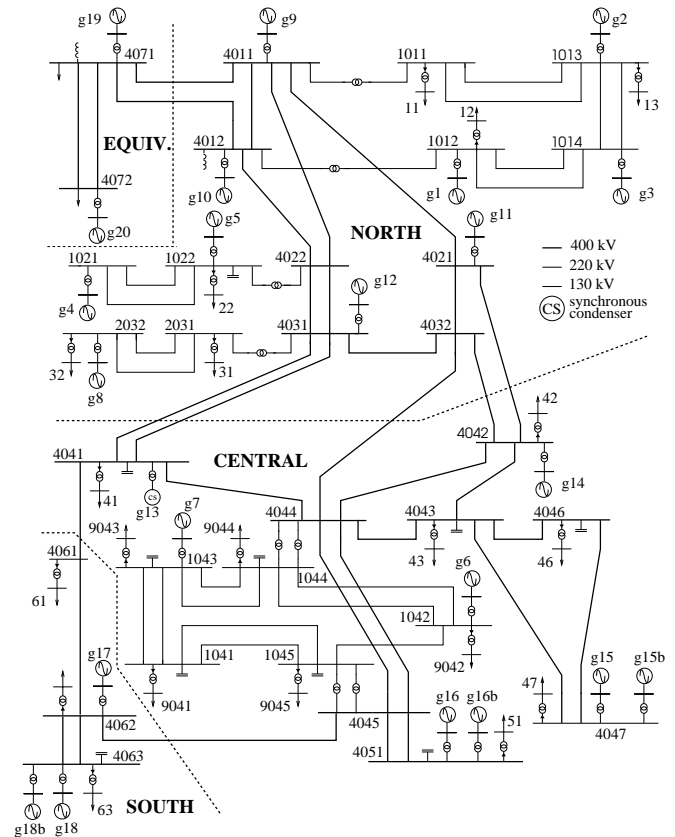 g19
g9
g2
4071
4011
1011
1013
11
12
13
EQUIV.
4012
1012
1014
4072
g10
g1
g3
g20
g5
NORTH
g11
1021
1022
4022
4021
g12
400 kV
220 kV
130 kV
CS synchronous
condenser
g4
22
2032
2031
4031
4032
32
g8
31
42
4042
CENTRAL
4041
41
cs
g13
g7
g14
4044
4043
4046
9043
9044
4061
1043
1044
43
46
g6
61
1042
g17
1041
1045
9042
9041
9045
g16
g16b
47
g15
g15b
4062
4045
51
4047
4063
4051
g18b
g18
63
SOUTH